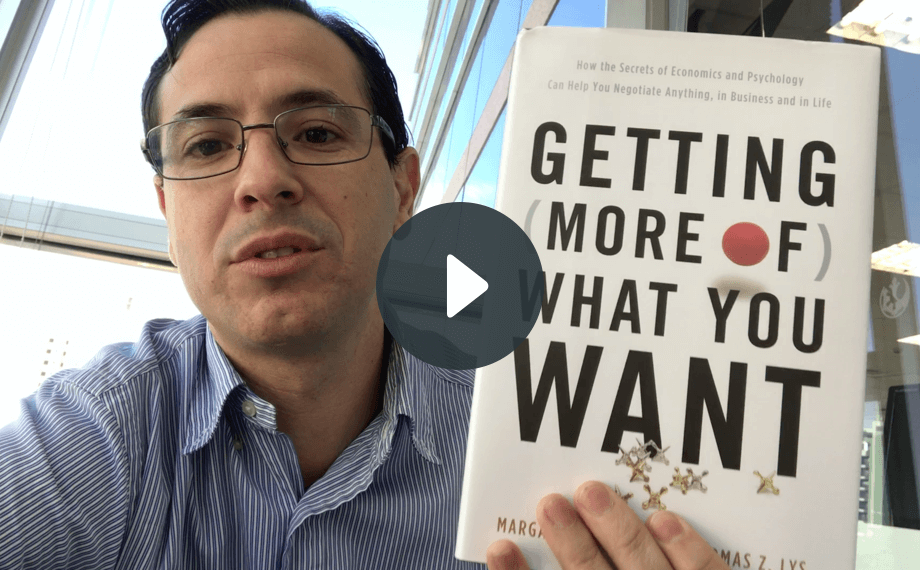 How the Secrets of Economics and Psychology
Can Help You Negotiate Anything, in Business and in Life
GETTING
(MORE OF)
WHAT YOU
WANT
Z. LYS